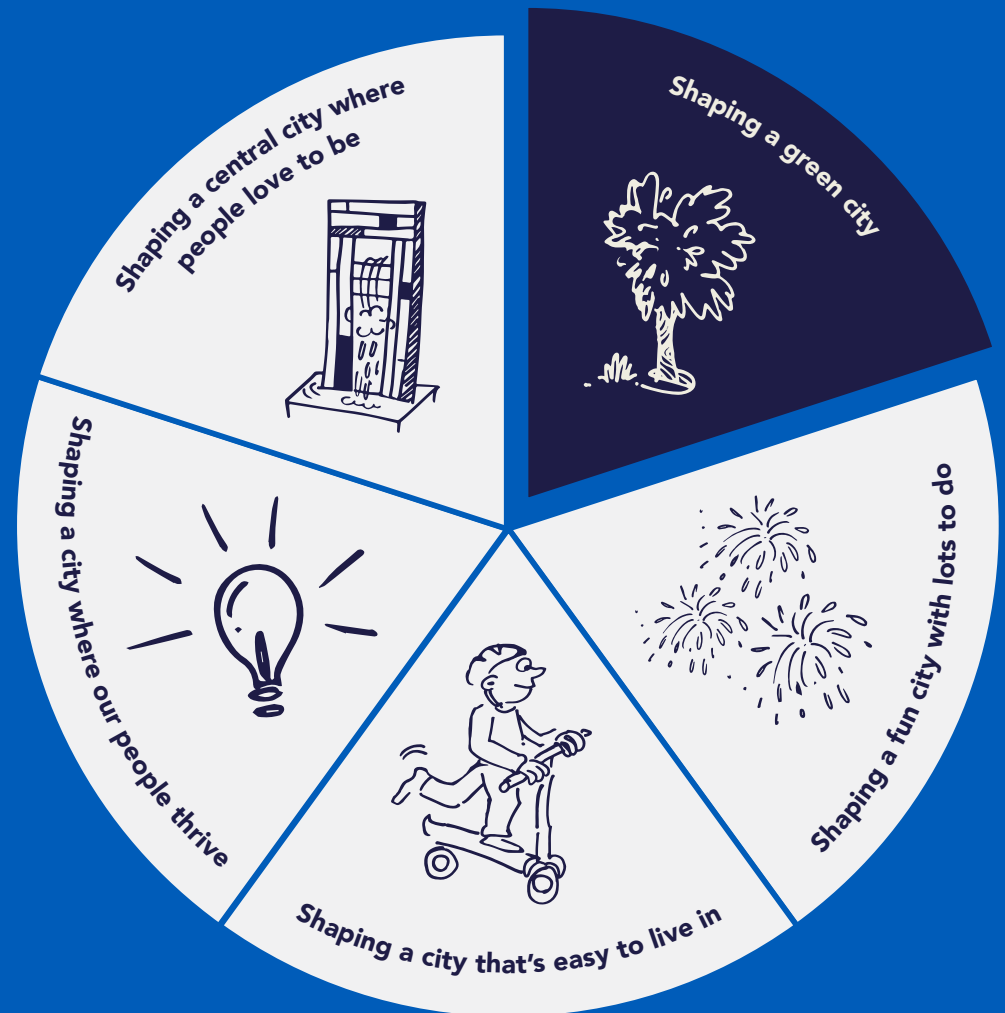 Shaping a central city where
people love to be
Shaping a green city
Shaping a fun city with lots to do
Shaping a city that's easy to live in
Shaping a city where our people thrive